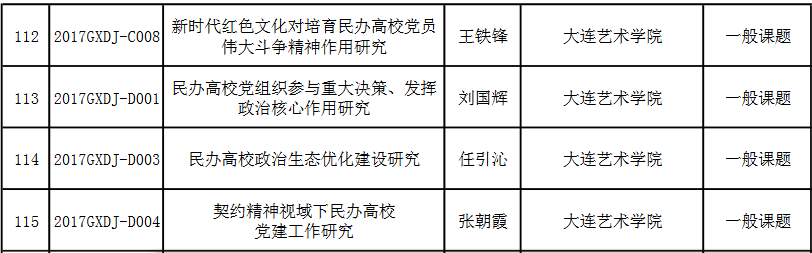 112 2017GXDJ-C008 新时代红色文化对培育民办高校党员 王铁锋 大连艺术学院 一般课题
伟大斗争精神作用研究
113 2017GXDJ-D001 民办高校党组织参与重大决策、发挥 刘国辉 大连艺术学院 一般课题
政治核心作用研究
114 2017GXDJ-D003 民办高校政治生态优化建设研究 任引沁 大连艺术学院 一般课题
115 2017GXDJ-D004 契约精神视域下民办高校 张朝霞 大连艺术学院 一般课题
党建工作研究